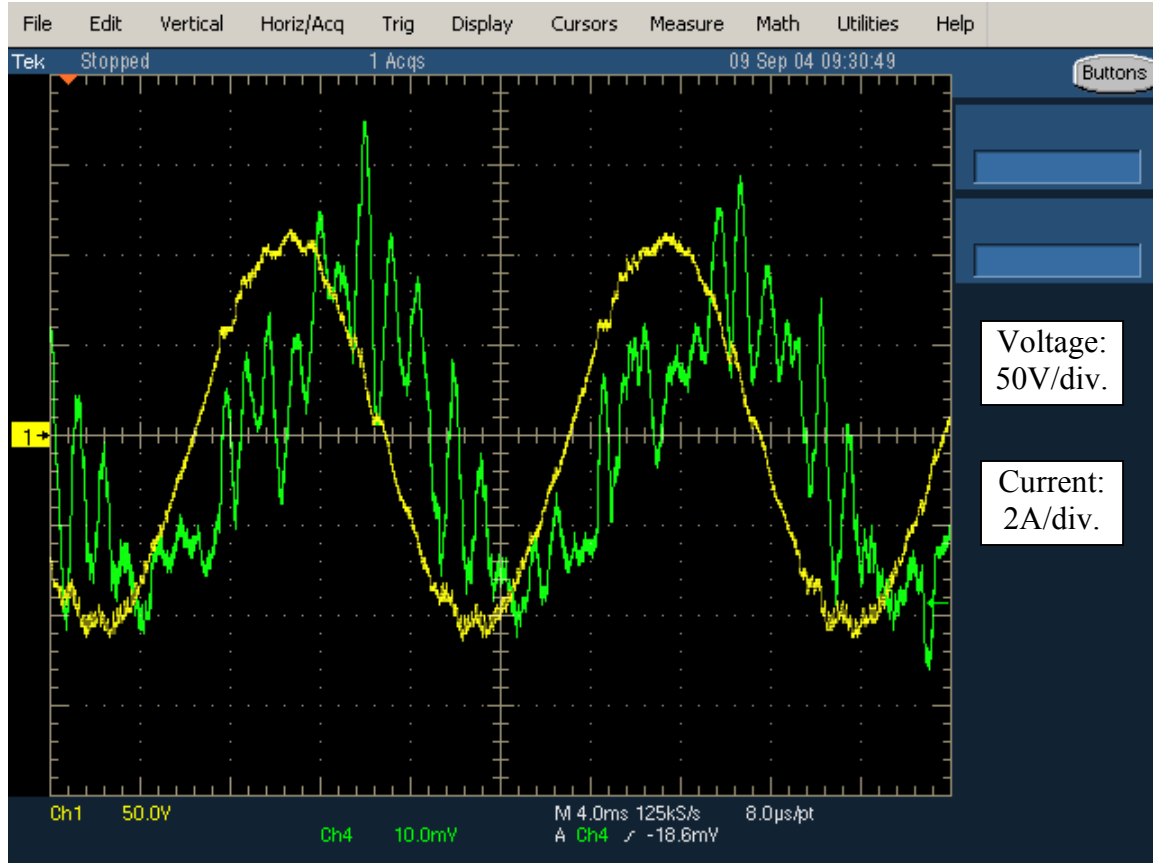 File Edit Vertical Horiz/Acq Trig Display Cursors Measure Math Utilities Help
Tek Stopped 1 Acqs 09 Sep 04 09:30:49
Buttons
Voltage:
50V/div.
1
Current:
2A/div.
Ch1 50.0V M 4.0ms 125kS/s 8.0µs/pt
Ch4 10.0mV A Ch4 -18.6mV